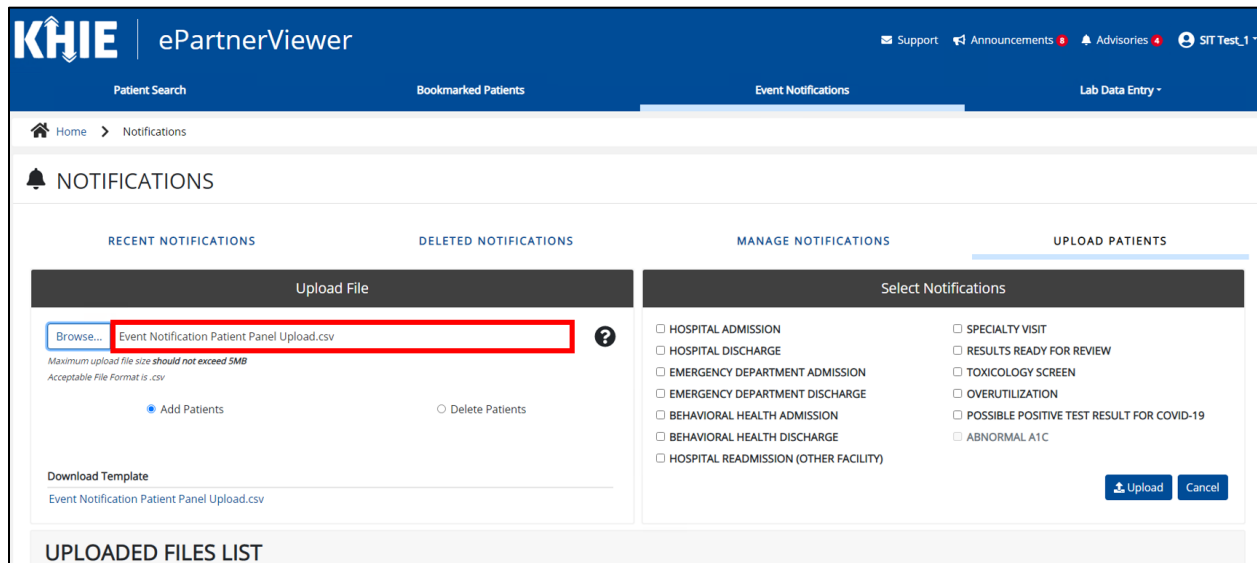 KHIE ePartnerViewer
Support Announcements 8 Advisories 4 SIT Test_1
Patient Search Bookmarked Patients Event Notifications Lab Data Entry
Home > Notifications
NOTIFICATIONS
RECENT NOTIFICATIONS DELETED NOTIFICATIONS MANAGE NOTIFICATIONS UPLOAD PATIENTS
Upload File
Browse... Event Notification Patient Panel Upload.csv ?
Maximum upload file size should not exceed 5MB
Acceptable File Format is .csv
Add Patients Delete Patients
Download Template
Event Notification Patient Panel Upload.csv
Select Notifications
HOSPITAL ADMISSION
HOSPITAL DISCHARGE
EMERGENCY DEPARTMENT ADMISSION
EMERGENCY DEPARTMENT DISCHARGE
BEHAVIORAL HEALTH ADMISSION
BEHAVIORAL HEALTH DISCHARGE
HOSPITAL READMISSION (OTHER FACILITY)
SPECIALTY VISIT
RESULTS READY FOR REVIEW
TOXICOLOGY SCREEN
OVERUTILIZATION
POSSIBLE POSITIVE TEST RESULT FOR COVID-19
ABNORMAL A1C
Upload Cancel
UPLOADED FILES LIST